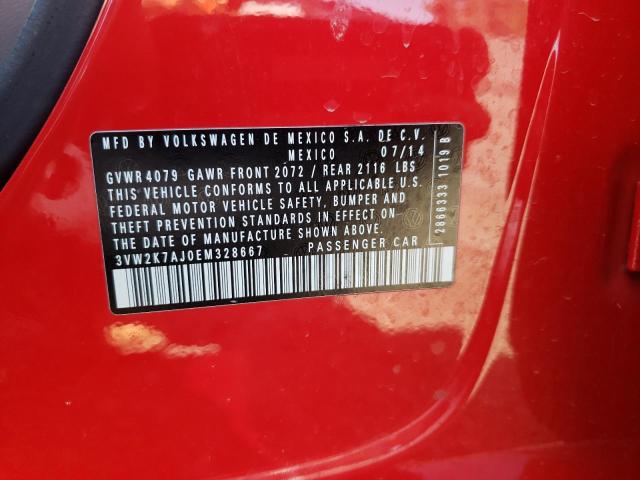 MFD BY VOLKSWAGEN DE MEXICO S.A. DE C.V.
MEXICO 07/14
GVWR 4079 GAWR FRONT 2072 / REAR 2116 LBS
THIS VEHICLE CONFORMS TO ALL APPLICABLE U.S.
FEDERAL MOTOR VEHICLE SAFETY, BUMPER AND
THEFT PREVENTION STANDARDS IN EFFECT ON
THE DATE OF MANUFACTURE SHOWN ABOVE.
3VW2K7AJ0EM328667 PASSENGER CAR
2866333 1019 B